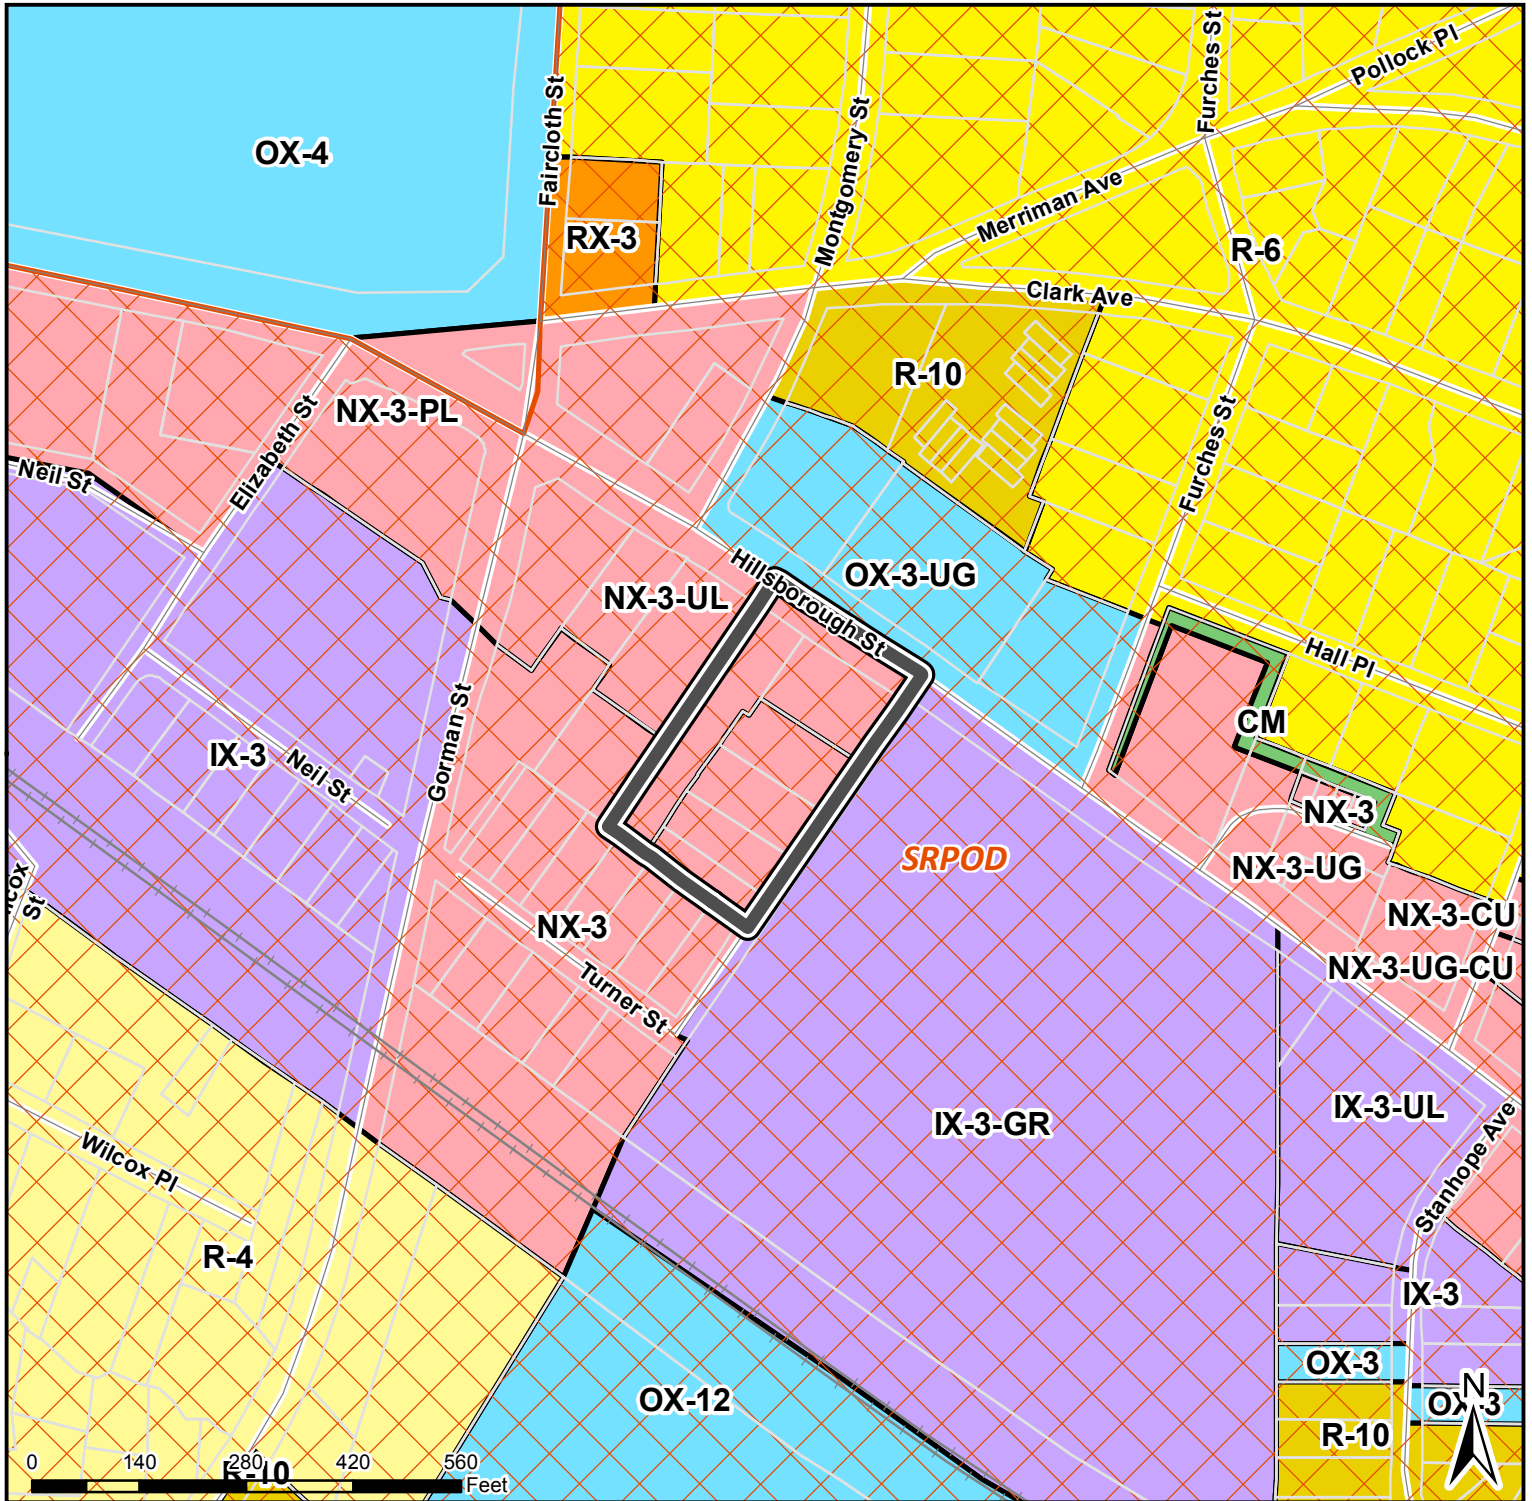 Furches St
Pollock Pl
Faircloth St
Montgomery St
OX-4
Merriman Ave
RX-3
R-6
Clark Ave
R-10
NX-3-PL
Elizabeth St
Furches St
Neil St
Hillsborough St
OX-3-UG
NX-3-UL
Hall Pl
CM
Gorman St
IX-3
Neil St
NX-3
SRPOD
NX-3-UG
St
NX-3-CU
NX-3
NX-3-UG-CU
Turner St
IX-3-UL
IX-3-GR
Wilcox Pl
Stanhope Ave
R-4
IX-3
OX-3
N
OX-12
OX-3
R-10
0 140 280 420 560
R-10
Feet